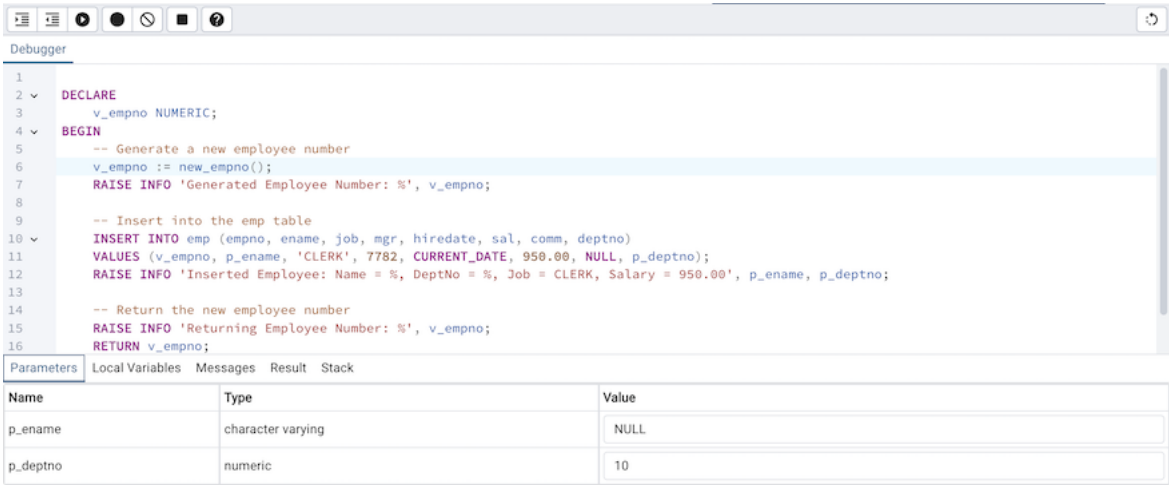 Debugger
1
2 DECLARE
3 v_empno NUMERIC;
4 BEGIN
5 -- Generate a new employee number
6 v_empno := new_empno();
7 RAISE INFO 'Generated Employee Number: %', v_empno;
8
9 -- Insert into the emp table
10 INSERT INTO emp (empno, ename, job, mgr, hiredate, sal, comm, deptno)
11 VALUES (v_empno, p_ename, 'CLERK', 7782, CURRENT_DATE, 950.00, NULL, p_deptno);
12 RAISE INFO 'Inserted Employee: Name = %, DeptNo = %, Job = CLERK, Salary = 950.00', p_ename, p_deptno;
13
14 -- Return the new employee number
15 RAISE INFO 'Returning Employee Number: %', v_empno;
16 RETURN v_empno;
Parameters Local Variables Messages Result Stack
Name Type Value
p_ename character varying NULL
p_deptno numeric 10